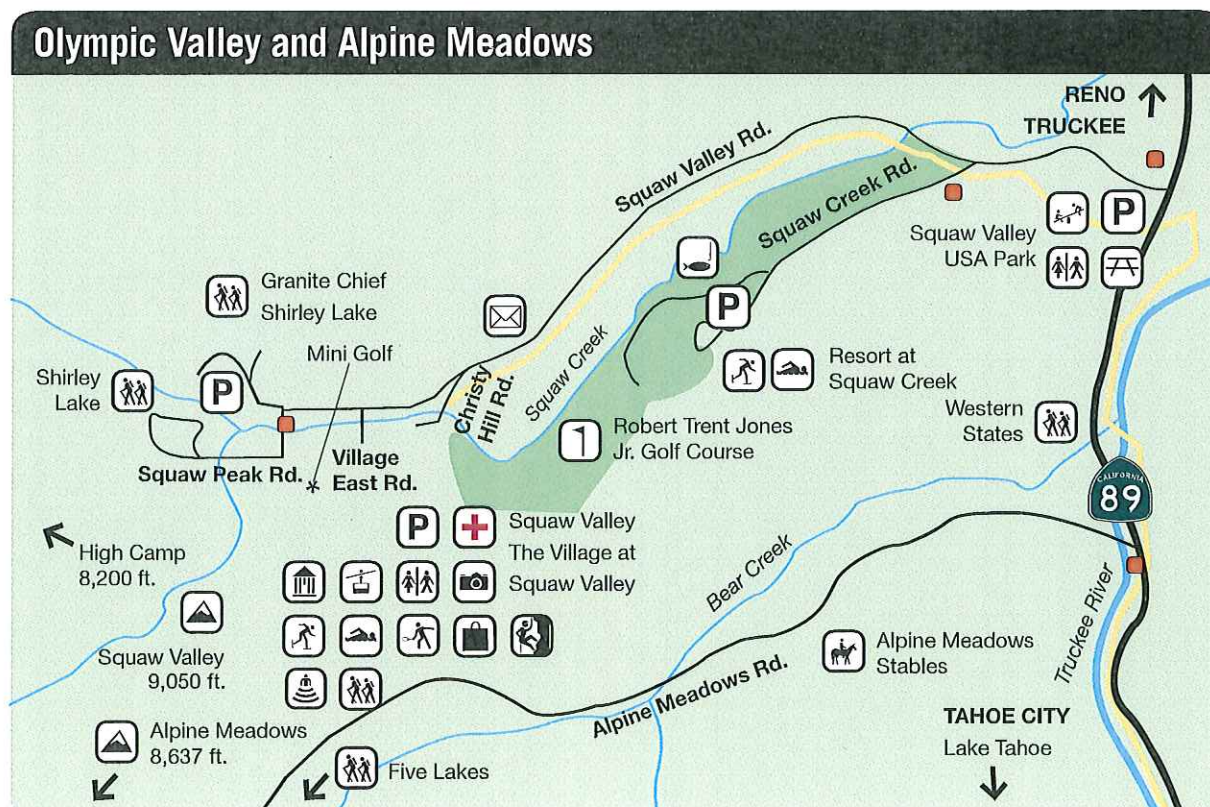 Olympic Valley and Alpine Meadows
RENO
TRUCKEE
Squaw Valley Rd.
Squaw Creek Rd.
P
Squaw Valley
USA Park
Granite Chief
Shirley Lake
Mini Golf
P
Squaw Creek
Shirley
Lake
P
Christy
Hill Rd.
Resort at
Squaw Creek
Robert Trent Jones
Jr. Golf Course
Western
States
Squaw Peak Rd.
Village
East Rd.
CALIFORNIA
89
P
Squaw Valley
The Village at
Squaw Valley
High Camp
8,200 ft.
Bear Creek
Truckee River
Squaw Valley
9,050 ft.
Alpine Meadows
Stables
Alpine Meadows Rd.
Alpine Meadows
8,637 ft.
TAHOE CITY
Lake Tahoe
Five Lakes